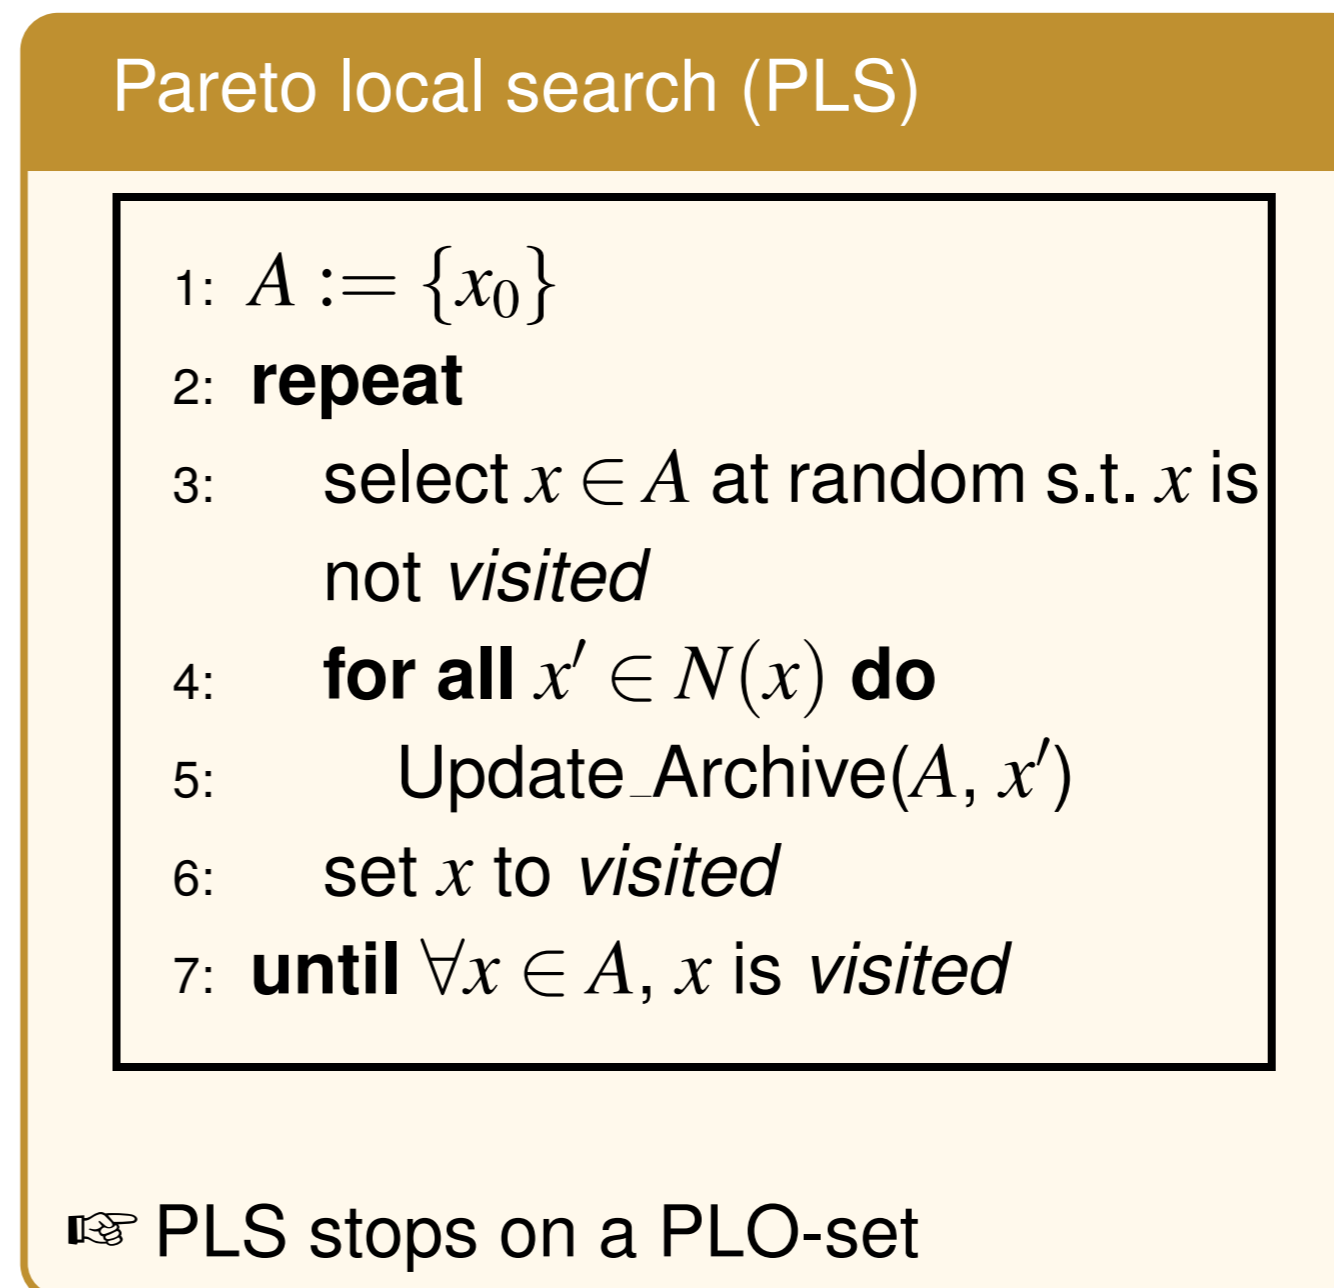 Pareto local search (PLS)
1: A := {x₀}
2: repeat
3: select x ∈ A at random s.t. x is
not visited
4: for all x′ ∈ N(x) do
5: Update_Archive(A, x′)
6: set x to visited
7: until ∀x ∈ A, x is visited
☞ PLS stops on a PLO-set